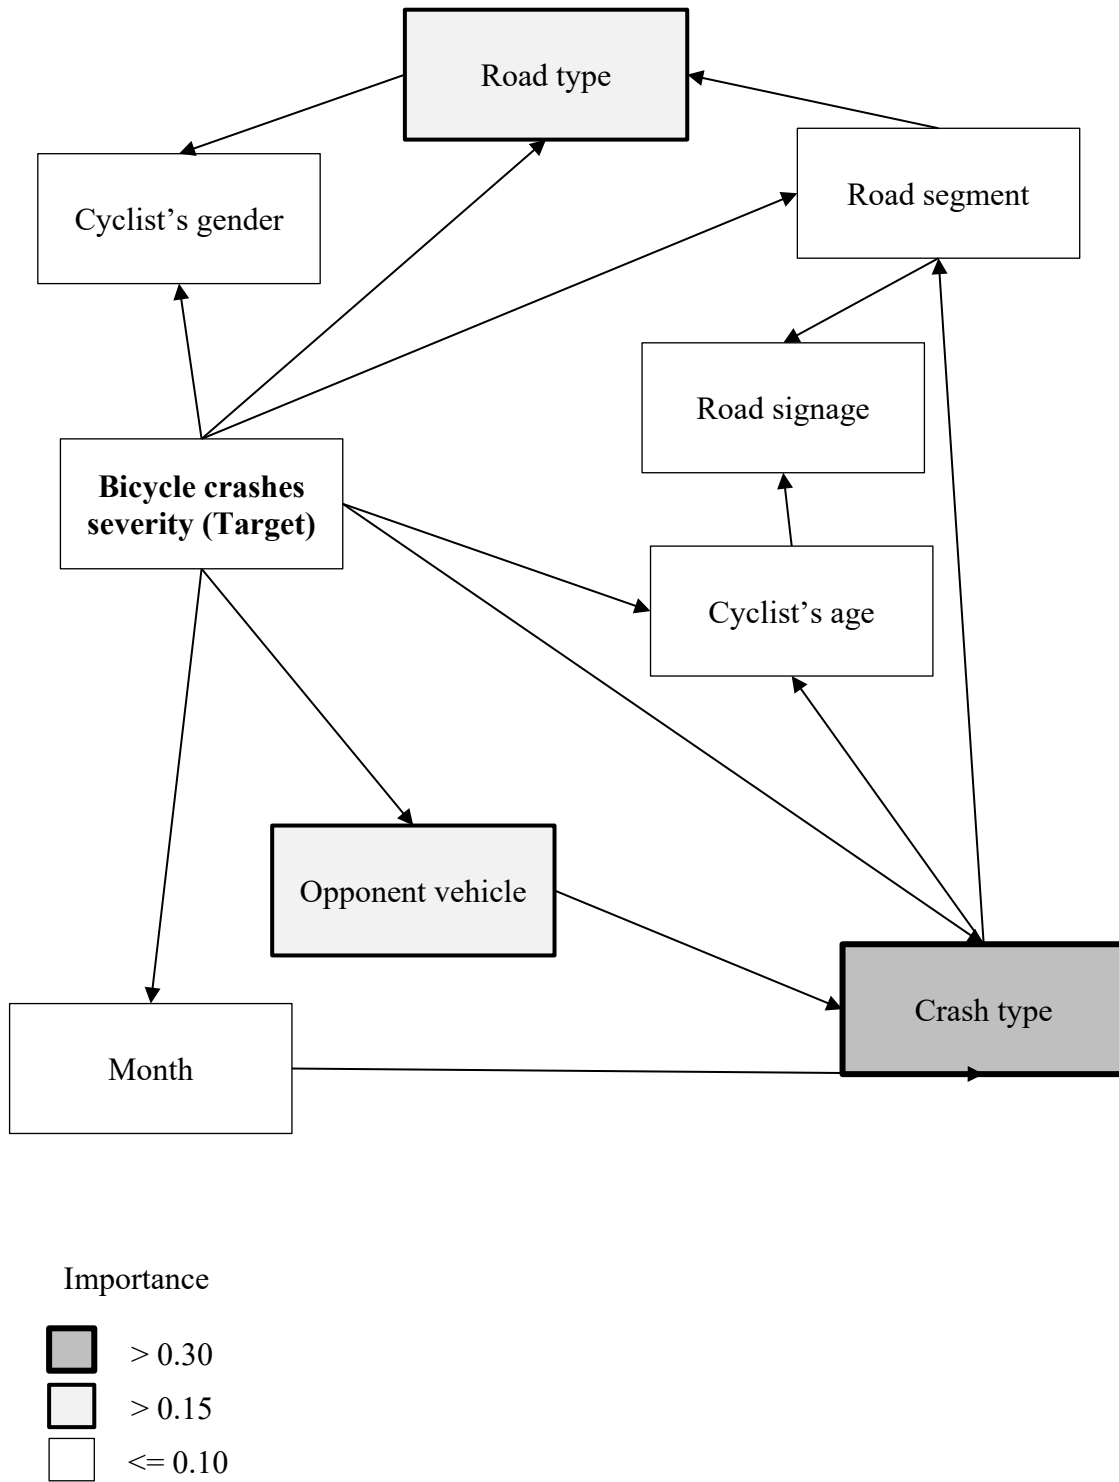 Road type
Road segment
Cyclist’s gender
Road signage
Bicycle crashes
severity (Target)
Cyclist’s age
Opponent vehicle
Crash type
Month
Importance
> 0.30
> 0.15
<= 0.10